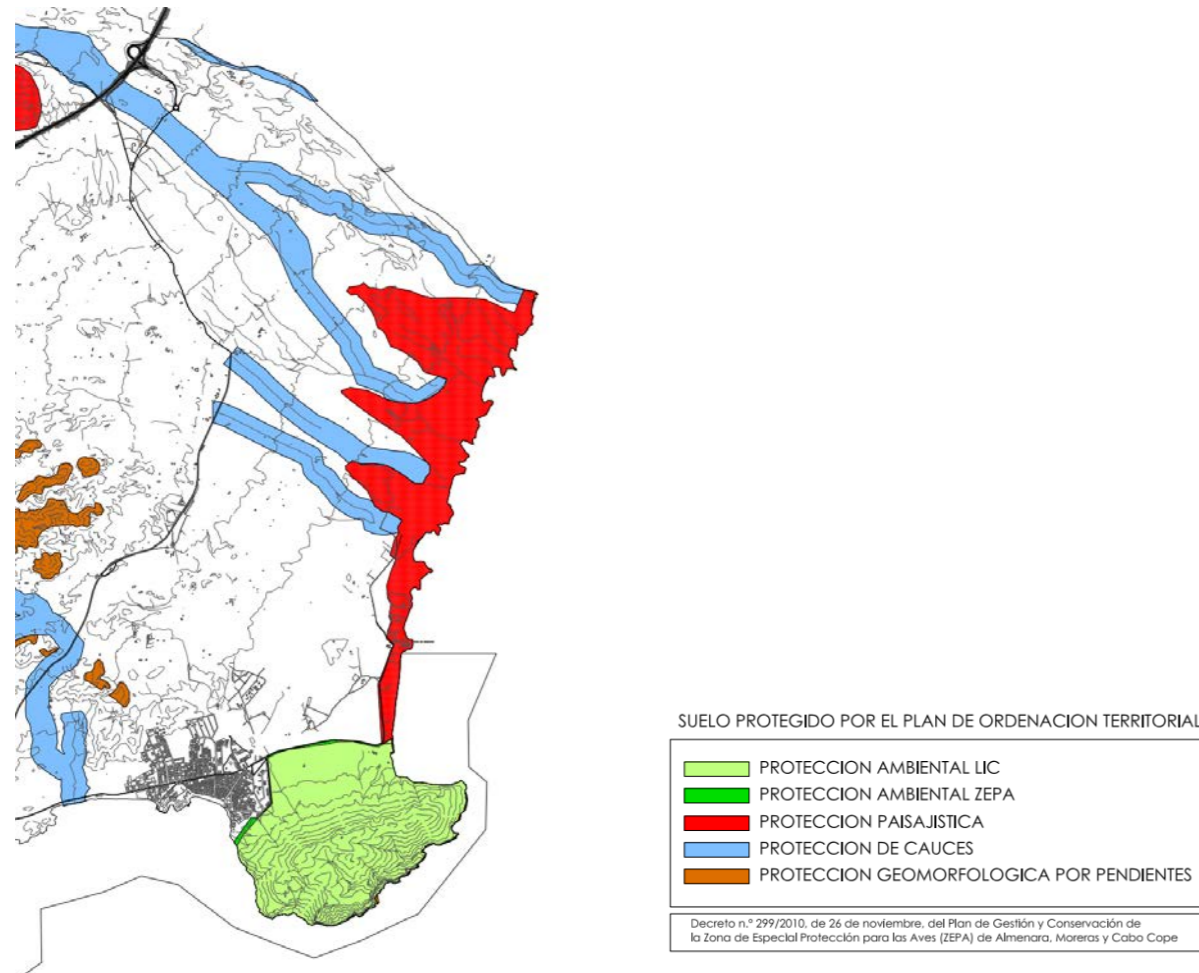 SUELO PROTEGIDO POR EL PLAN DE ORDENACION TERRITORIAL
PROTECCION AMBIENTAL LIC
PROTECCION AMBIENTAL ZEPA
PROTECCION PAISAJISTICA
PROTECCION DE CAUCES
PROTECCION GEOMORFOLOGICA POR PENDIENTES
Decreto n.º 299/2010, de 26 de noviembre, del Plan de Gestión y Conservación de
la Zona de Especial Protección para las Aves (ZEPA) de Almenara, Moreras y Cabo Cope